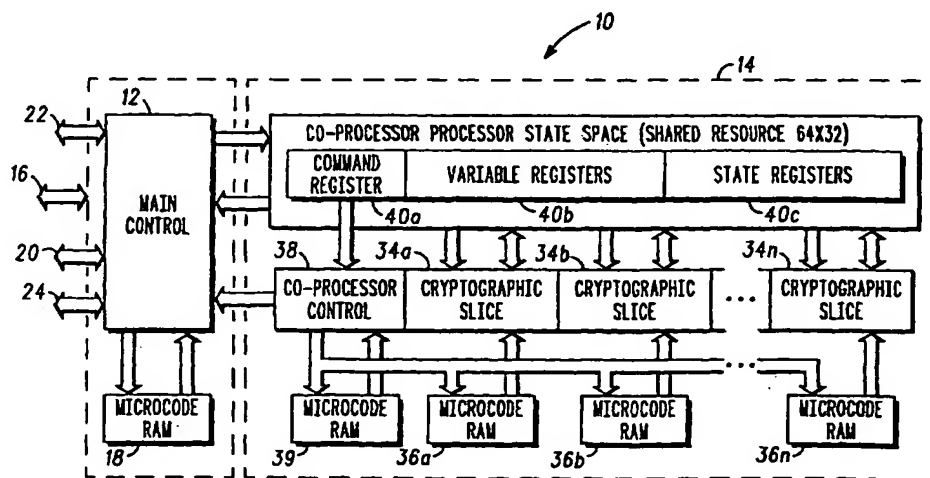 10
14
22
12
CO-PROCESSOR PROCESSOR STATE SPACE (SHARED RESOURCE 64X32)
COMMAND REGISTER
VARIABLE REGISTERS
STATE REGISTERS
16
MAIN CONTROL
40a
40b
40c
20
38
34a
34b
34n
24
CO-PROCESSOR CONTROL
CRYPTOGRAPHIC SLICE
CRYPTOGRAPHIC SLICE
...
CRYPTOGRAPHIC SLICE
...
MICROCODE RAM
MICROCODE RAM
MICROCODE RAM
MICROCODE RAM
MICROCODE RAM
18
39
36a
36b
36n